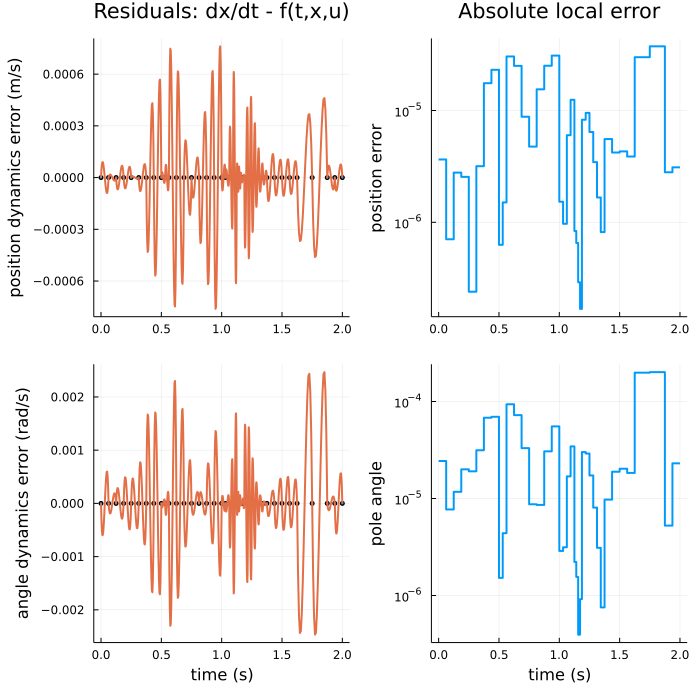 Residuals: dx/dt - f(t,x,u)
Absolute local error
position dynamics error (m/s)
0.0006
0.0003
0.0000
−0.0003
−0.0006
0.0 0.5 1.0 1.5 2.0
position error
10⁻⁵
10⁻⁶
0.0 0.5 1.0 1.5 2.0
angle dynamics error (rad/s)
0.002
0.001
0.000
−0.001
−0.002
0.0 0.5 1.0 1.5 2.0
time (s)
pole angle
10⁻⁴
10⁻⁵
10⁻⁶
0.0 0.5 1.0 1.5 2.0
time (s)